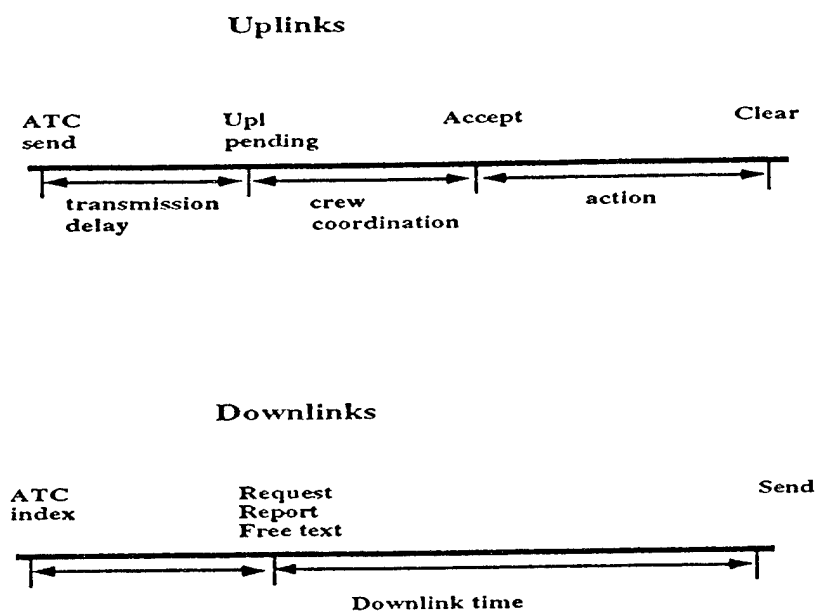 Uplinks
ATC
send
Upl
pending
Accept
Clear
transmission
delay
crew
coordination
action
Downlinks
ATC
index
Request
Report
Free text
Send
Downlink time